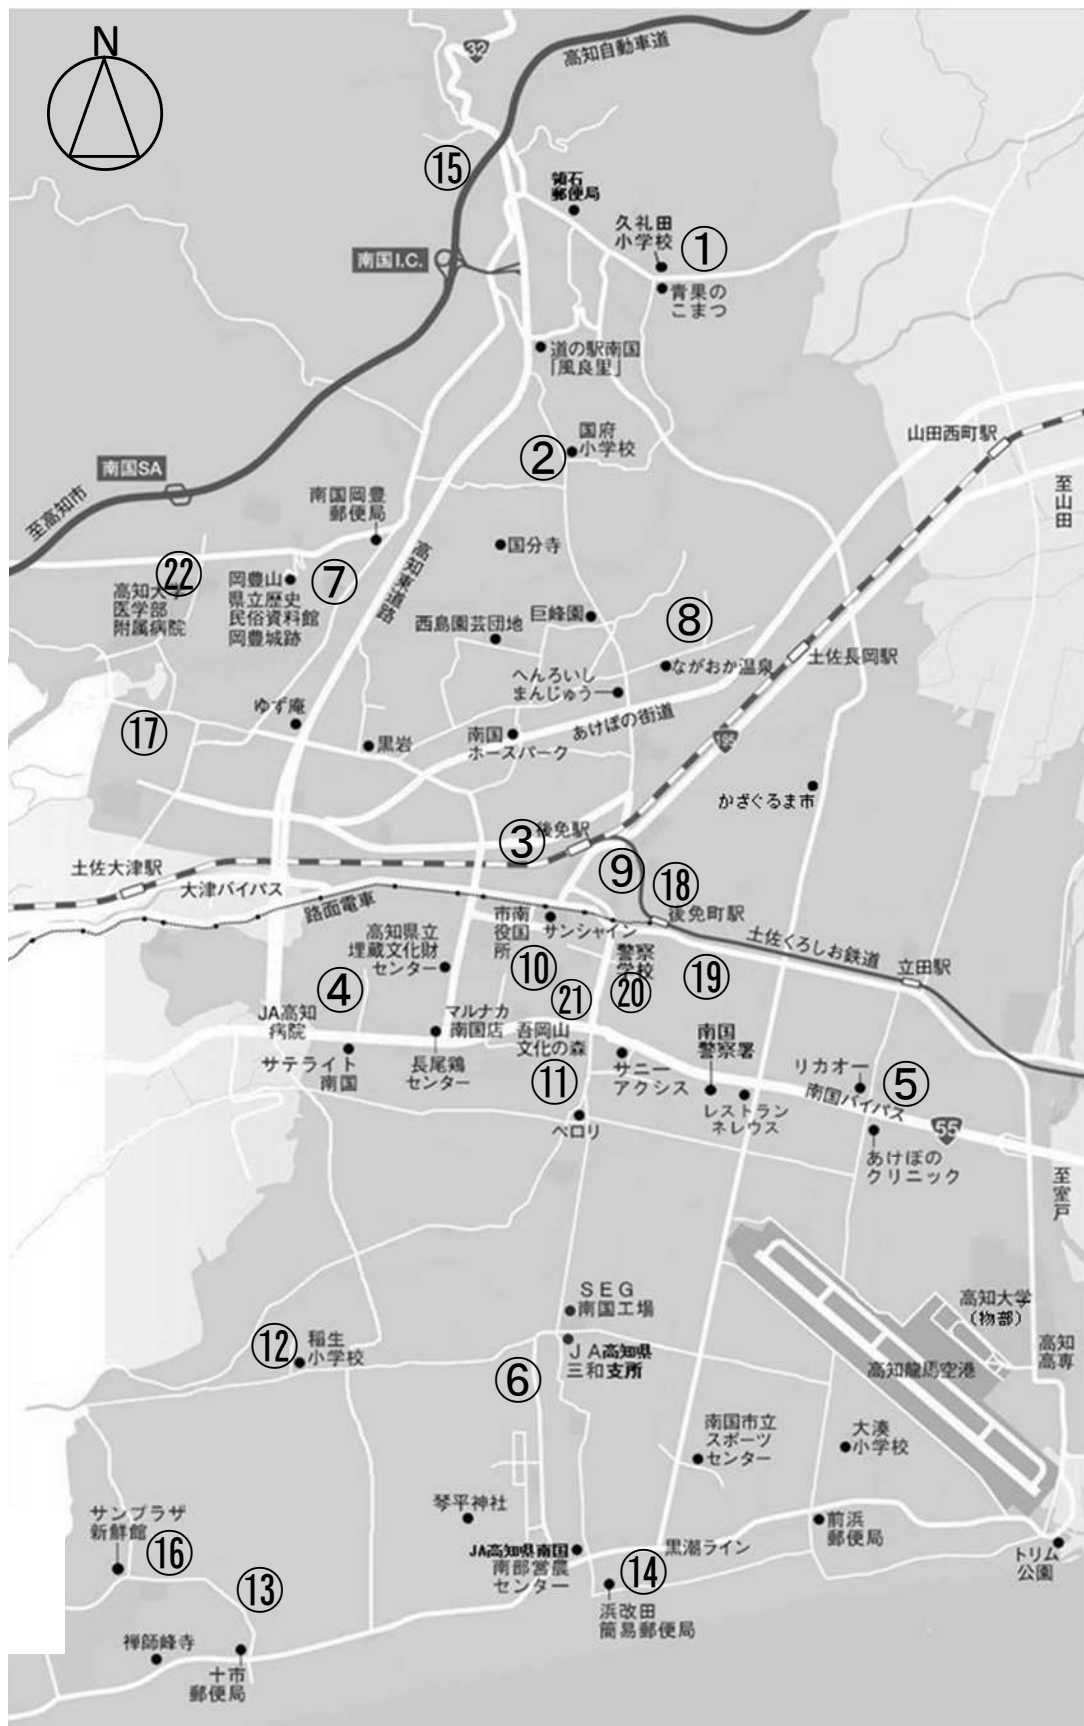 N
32
高知自動車道
⑮
領石
郵便局
久礼田
小学校
①
南国I.C.
青果の
こまつ
道の駅南国
「風良里」
国府
小学校
②
山田西町駅
至山田
南国SA
至高知市
南国岡豊
郵便局
高知東道路
国分寺
㉒
高知大学
医学部
附属病院
岡豊山
県立歴史
民俗資料館
岡豊城跡
⑦
西島園芸団地
巨峰園
⑧
土佐長岡駅
ながおか温泉
へんろいし
まんじゅう
⑰
ゆず庵
黒岩
南国
ホースパーク
あけぼの街道
195
かざぐるま市
③
後免駅
土佐大津駅
大津バイパス
⑨
⑱
路面電車
後免町駅
南国
市役所
サンシャイン
土佐くろしお鉄道
立田駅
高知県立
埋蔵文化財
センター
⑩
警察
学校
⑲
④
㉑
⑳
JA高知
病院
マルナカ
南国店
吾岡山
文化の森
南国
警察署
サテライト
南国
長尾鶏
センター
⑪
サニー
アクシス
リカオー
⑤
南国バイパス
レストラン
ネレウス
55
ペロリ
あけぼの
クリニック
至室戸
SEG
南国工場
高知大学
(物部)
⑫
稲生
小学校
JA高知県
三和支所
高知
高専
⑥
高知龍馬空港
南国市立
スポーツ
センター
大湊
小学校
サンプラザ
新鮮館
琴平神社
前浜
郵便局
⑯
JA高知県南国
南部営農
センター
黒潮ライン
トリム
公園
⑬
⑭
浜改田
簡易郵便局
禅師峰寺
十市
郵便局